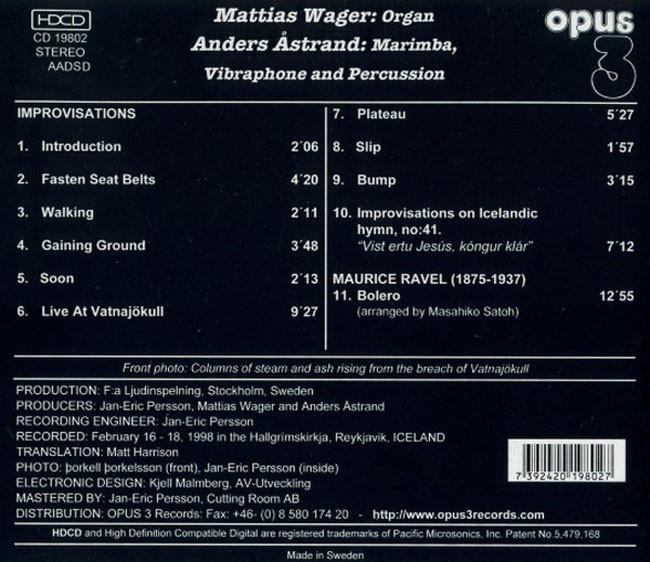 HDCD
CD 19802
STEREO
AADSD
Mattias Wager: Organ
Anders Åstrand: Marimba,
Vibraphone and Percussion
opus
3
IMPROVISATIONS
1. Introduction 2´06
2. Fasten Seat Belts 4´20
3. Walking 2´11
4. Gaining Ground 3´48
5. Soon 2´13
6. Live At Vatnajökull 9´27
7. Plateau 5´27
8. Slip 1´57
9. Bump 3´15
10. Improvisations on Icelandic
hymn, no:41.
“Vist ertu Jesús, kóngur klár” 7´12
MAURICE RAVEL (1875-1937)
11. Bolero 12´55
(arranged by Masahiko Satoh)
Front photo: Columns of steam and ash rising from the breach of Vatnajökull
PRODUCTION: F:a Ljudinspelning, Stockholm, Sweden
PRODUCERS: Jan-Eric Persson, Mattias Wager and Anders Åstrand
RECORDING ENGINEER: Jan-Eric Persson
RECORDED: February 16 - 18, 1998 in the Hallgrímskirkja, Reykjavik, ICELAND
TRANSLATION: Matt Harrison
PHOTO: þorkell þorkelsson (front), Jan-Eric Persson (inside)
ELECTRONIC DESIGN: Kjell Malmberg, AV-Utveckling
MASTERED BY: Jan-Eric Persson, Cutting Room AB
DISTRIBUTION: OPUS 3 Records: Fax: +46- (0) 8 580 174 20 - http://www.opus3records.com
7 392420 198027
HDCD and High Definition Compatible Digital are registered trademarks of Pacific Microsonics, Inc. Patent No.5,479,168
Made in Sweden